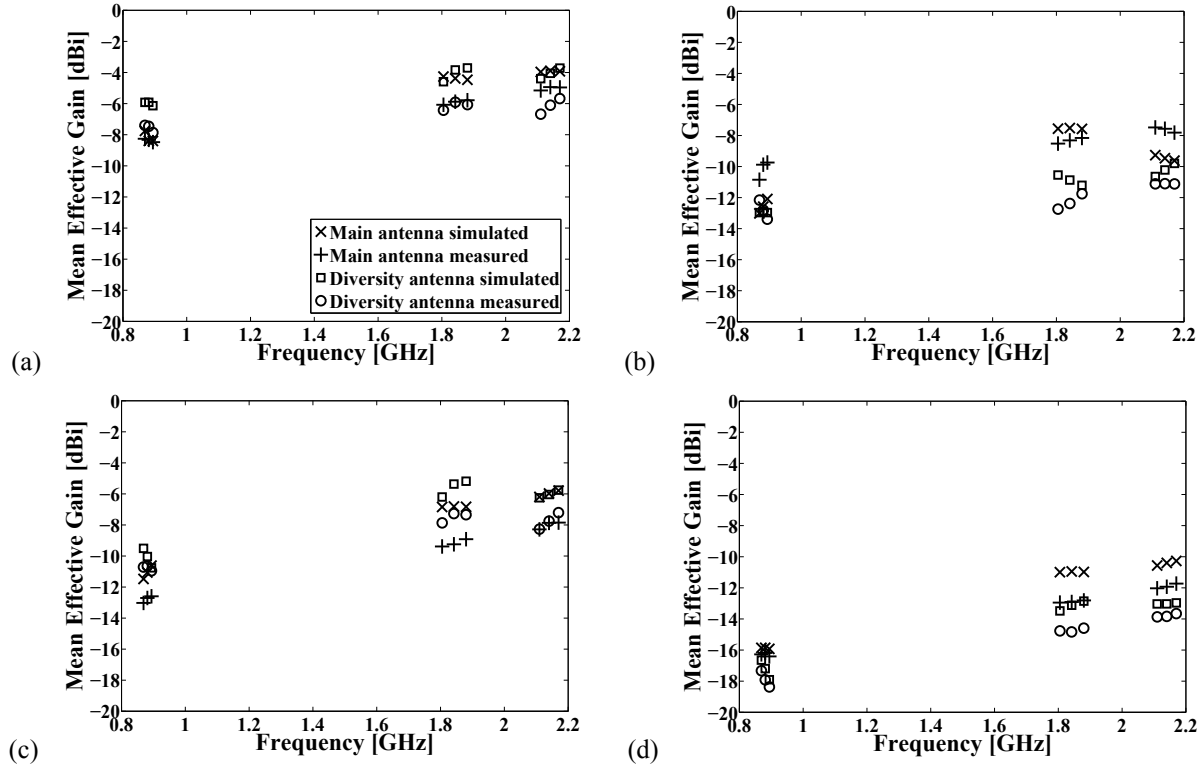 0
−2
−4
−6
−8
−10
−12
−14
−16
−18
−20
Mean Effective Gain [dBi]
× Main antenna simulated
+ Main antenna measured
□ Diversity antenna simulated
○ Diversity antenna measured
0.8 1 1.2 1.4 1.6 1.8 2 2.2
Frequency [GHz]
(a)
0
−2
−4
−6
−8
−10
−12
−14
−16
−18
−20
Mean Effective Gain [dBi]
0.8 1 1.2 1.4 1.6 1.8 2 2.2
Frequency [GHz]
(b)
0
−2
−4
−6
−8
−10
−12
−14
−16
−18
−20
Mean Effective Gain [dBi]
0.8 1 1.2 1.4 1.6 1.8 2 2.2
Frequency [GHz]
(c)
0
−2
−4
−6
−8
−10
−12
−14
−16
−18
−20
Mean Effective Gain [dBi]
0.8 1 1.2 1.4 1.6 1.8 2 2.2
Frequency [GHz]
(d)